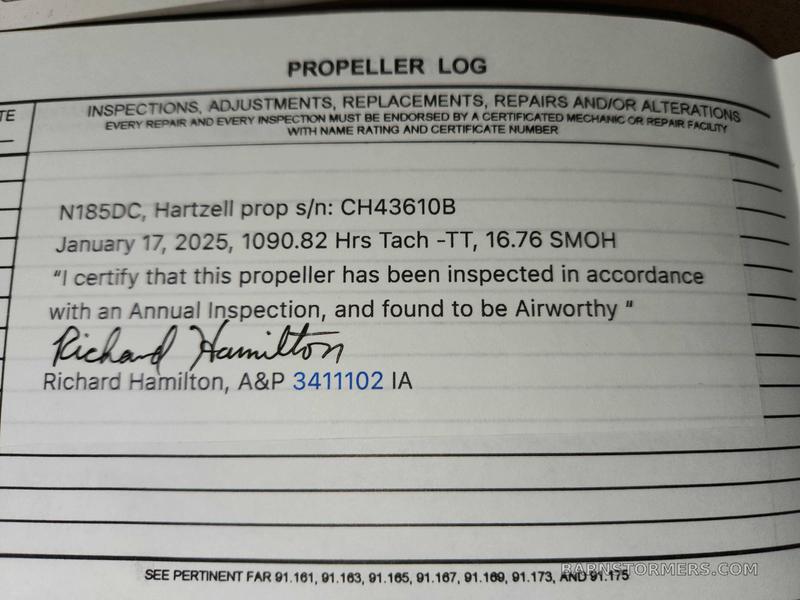 PROPELLER LOG
TE
INSPECTIONS, ADJUSTMENTS, REPLACEMENTS, REPAIRS AND/OR ALTERATIONS
EVERY REPAIR AND EVERY INSPECTION MUST BE ENDORSED BY A CERTIFICATED MECHANIC OR REPAIR FACILITY
WITH NAME RATING AND CERTIFICATE NUMBER
N185DC, Hartzell prop s/n: CH43610B
January 17, 2025, 1090.82 Hrs Tach -TT, 16.76 SMOH
"I certify that this propeller has been inspected in accordance
with an Annual Inspection, and found to be Airworthy "
Richard Hamilton
Richard Hamilton, A&P 3411102 IA
SEE PERTINENT FAR 91.161, 91.163, 91.165, 91.167, 91.169, 91.173, AND 91.175
BARNSTORMERS.COM